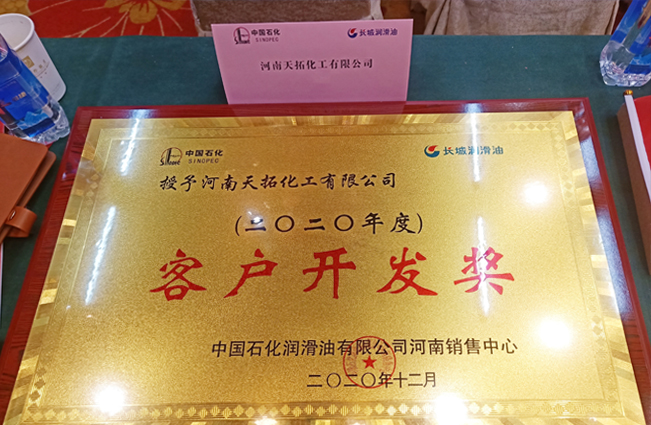 中国石化
SINOPEC
长城润滑油
河南天拓化工有限公司
中国石化
SINOPEC
长城润滑油
授予河南天拓化工有限公司
(二〇二〇年度)
客户开发奖
中国石化润滑油有限公司河南销售中心
二〇二〇年十二月